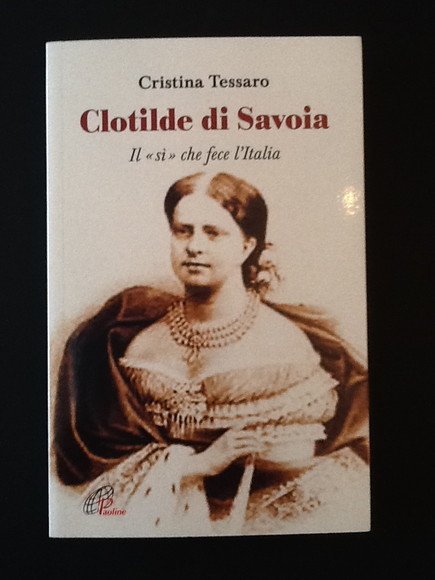 Cristina Tessaro
Clotilde di Savoia
Il «sì» che fece l'Italia
Paoline